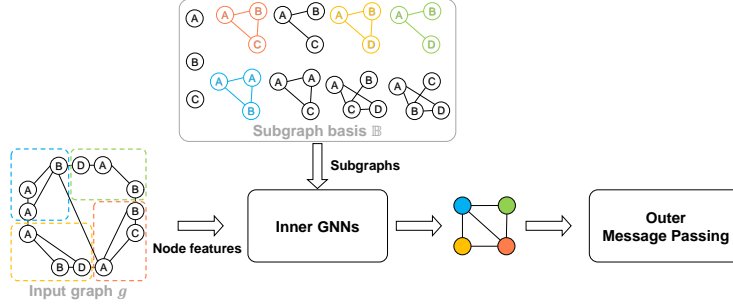 A
A B
C
A B
C
A B
D
A B
D
B
C
A A
B
A A
C
A B
C D
A C
B D
Subgraph basis 𝔹
Subgraphs
B D A
A
A
B
A
B
C
B D A
Input graph g
Node features
Inner GNNs
Outer
Message Passing